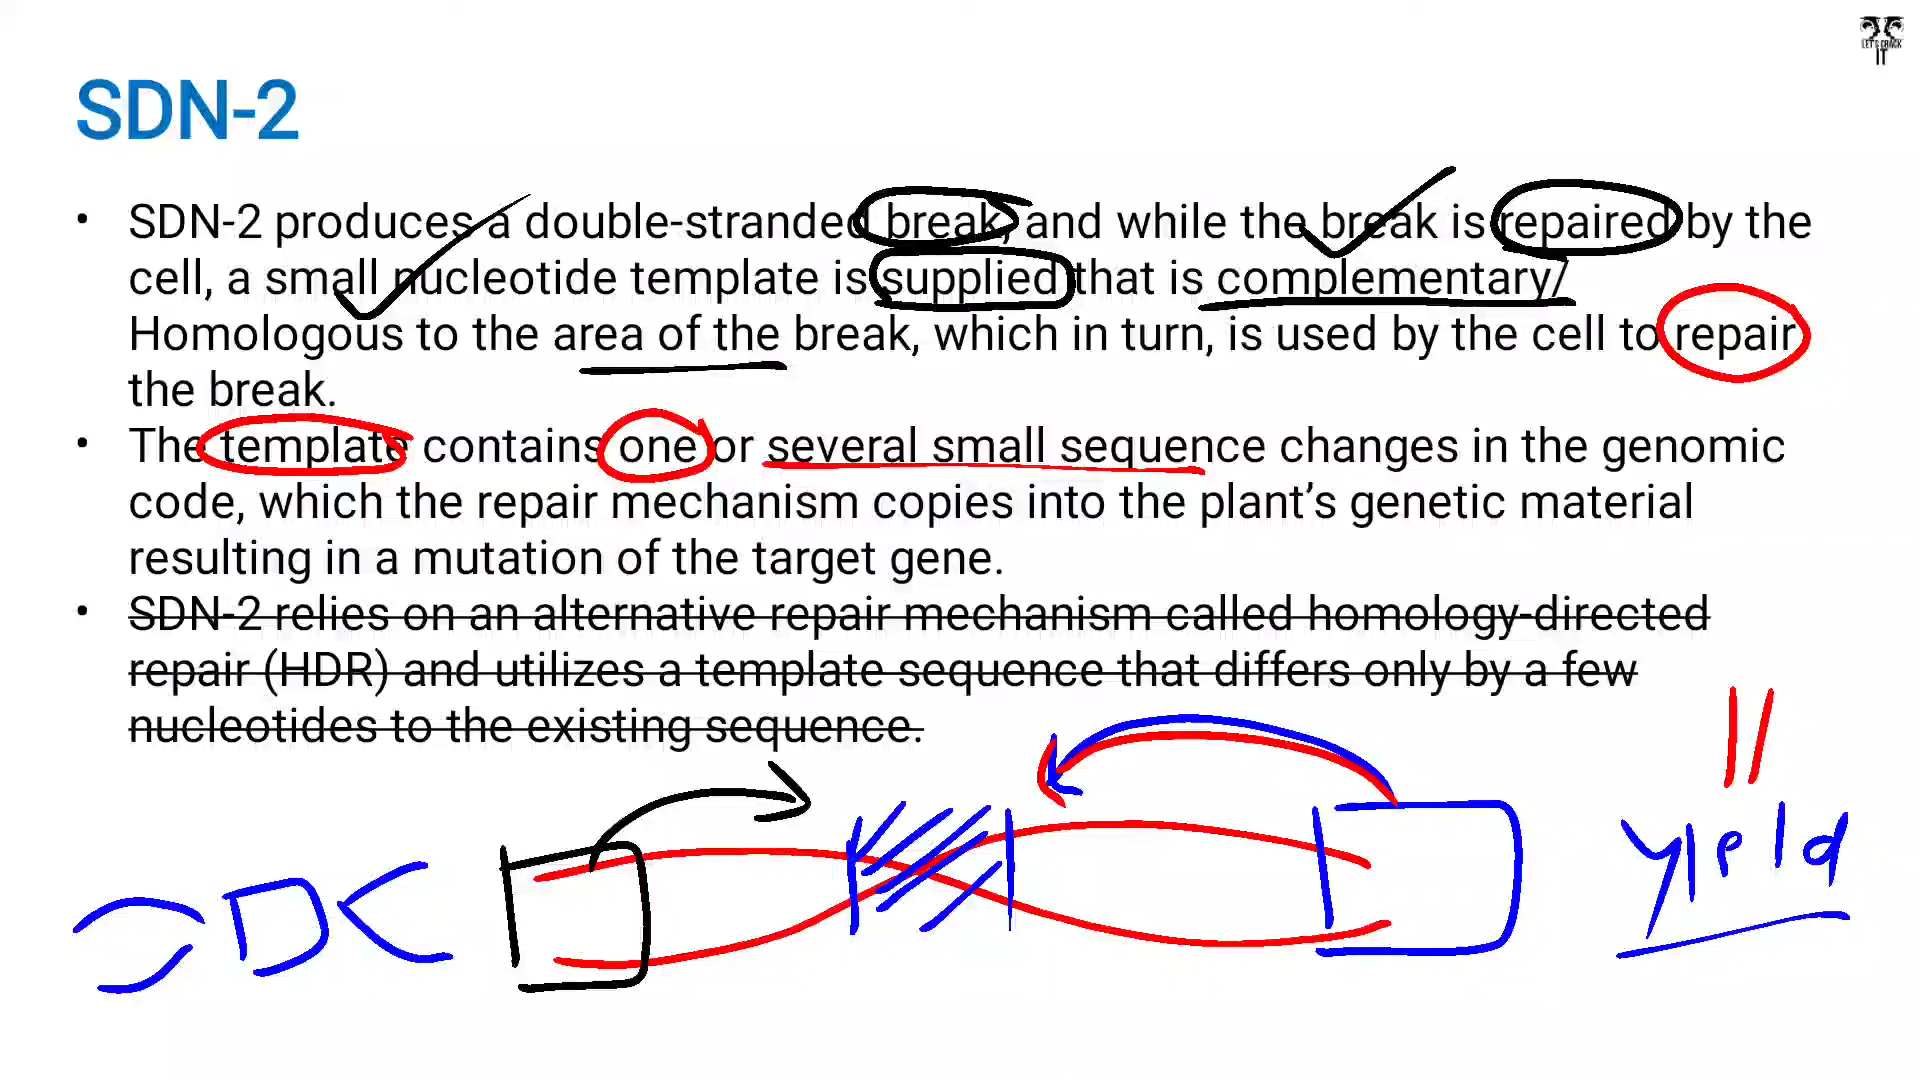 LET'S CRACK
IT
SDN-2
• SDN-2 produces a double-stranded break, and while the break is repaired by the
cell, a small nucleotide template is supplied that is complementary/
Homologous to the area of the break, which in turn, is used by the cell to repair
the break.
• The template contains one or several small sequence changes in the genomic
code, which the repair mechanism copies into the plant’s genetic material
resulting in a mutation of the target gene.
• SDN-2 relies on an alternative repair mechanism called homology-directed
repair (HDR) and utilizes a template sequence that differs only by a few
nucleotides to the existing sequence.
yield